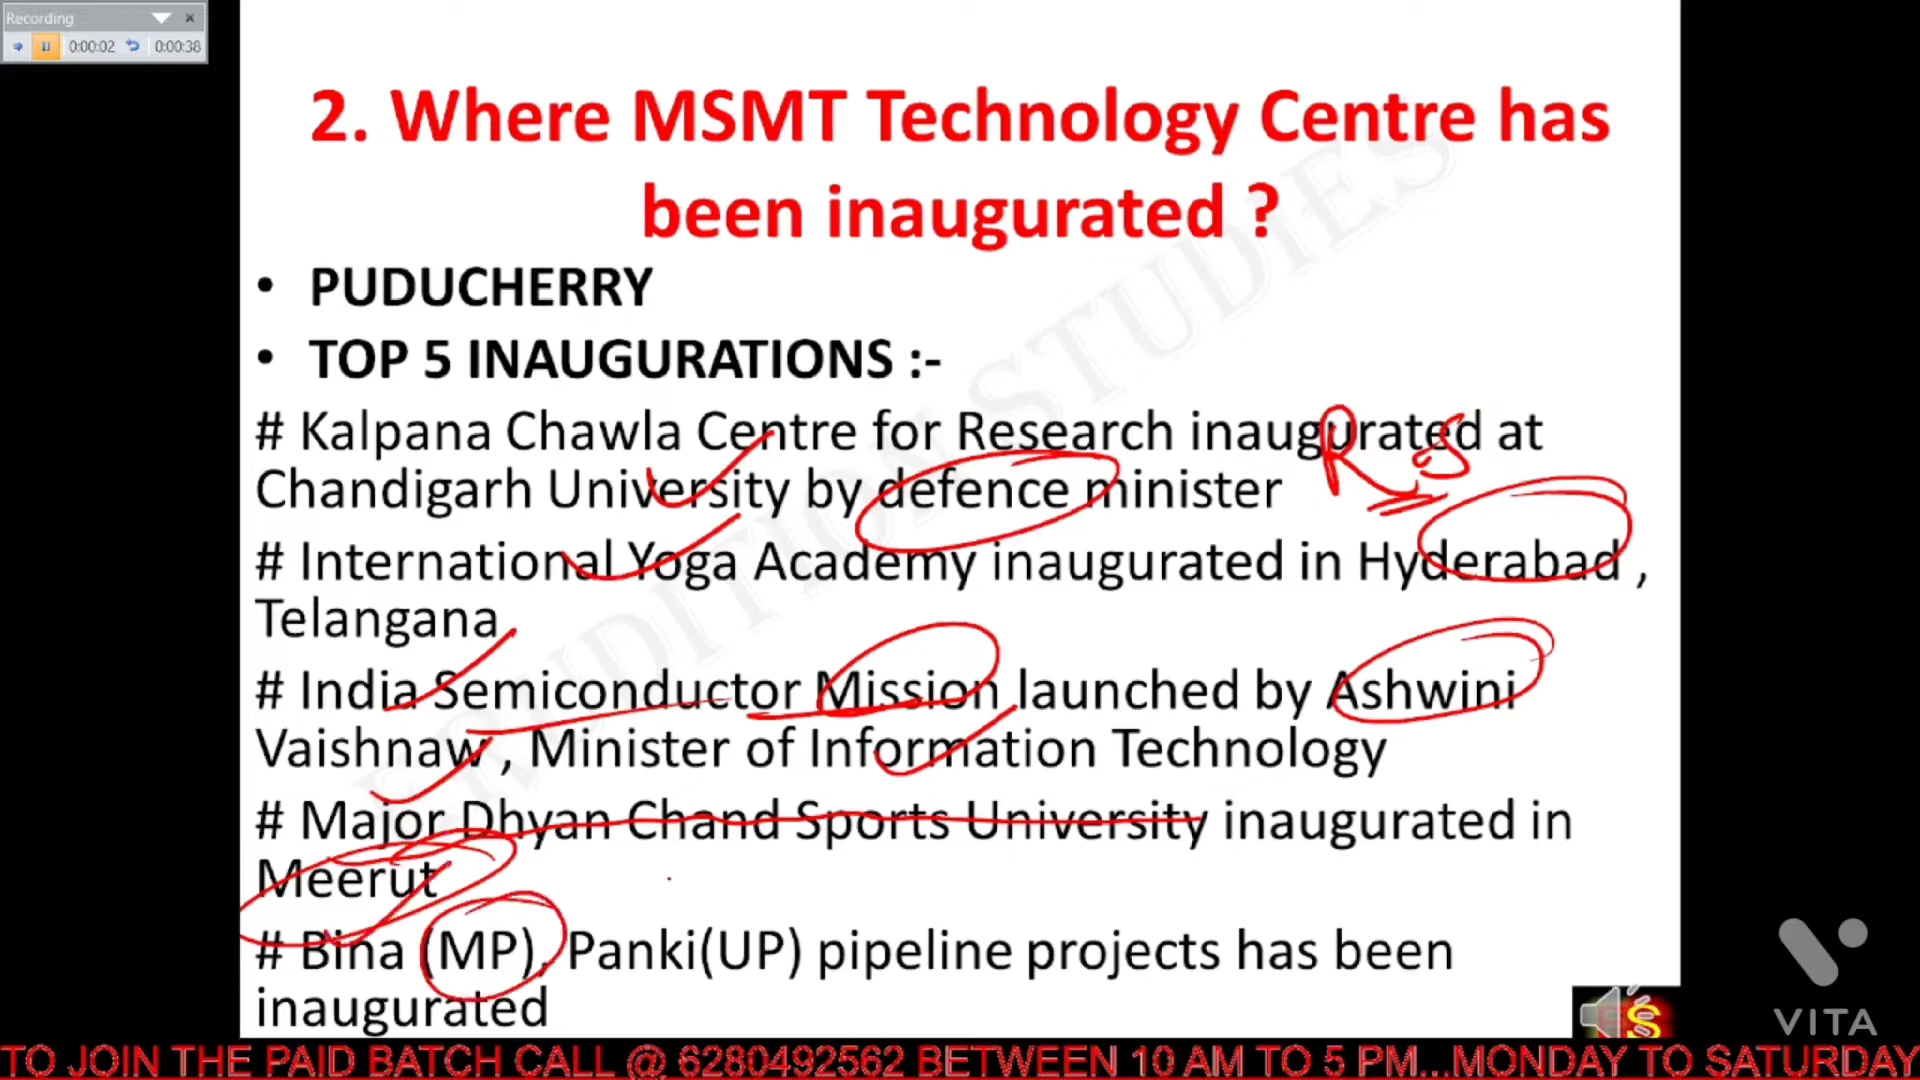 Recording
0:00:02 0:00:38
2. Where MSMT Technology Centre has
been inaugurated ?
• PUDUCHERRY
• TOP 5 INAUGURATIONS :-
# Kalpana Chawla Centre for Research inaugurated at
Chandigarh University by defence minister
RS
# International Yoga Academy inaugurated in Hyderabad ,
Telangana
# India Semiconductor Mission launched by Ashwini
Vaishnaw , Minister of Information Technology
# Major Dhyan Chand Sports University inaugurated in
Meerut
# Bina (MP), Panki(UP) pipeline projects has been
inaugurated
ERUDITION STUDIES
ES
VITA
TO JOIN THE PAID BATCH CALL @ 6280492562 BETWEEN 10 AM TO 5 PM...MONDAY TO SATURDAY